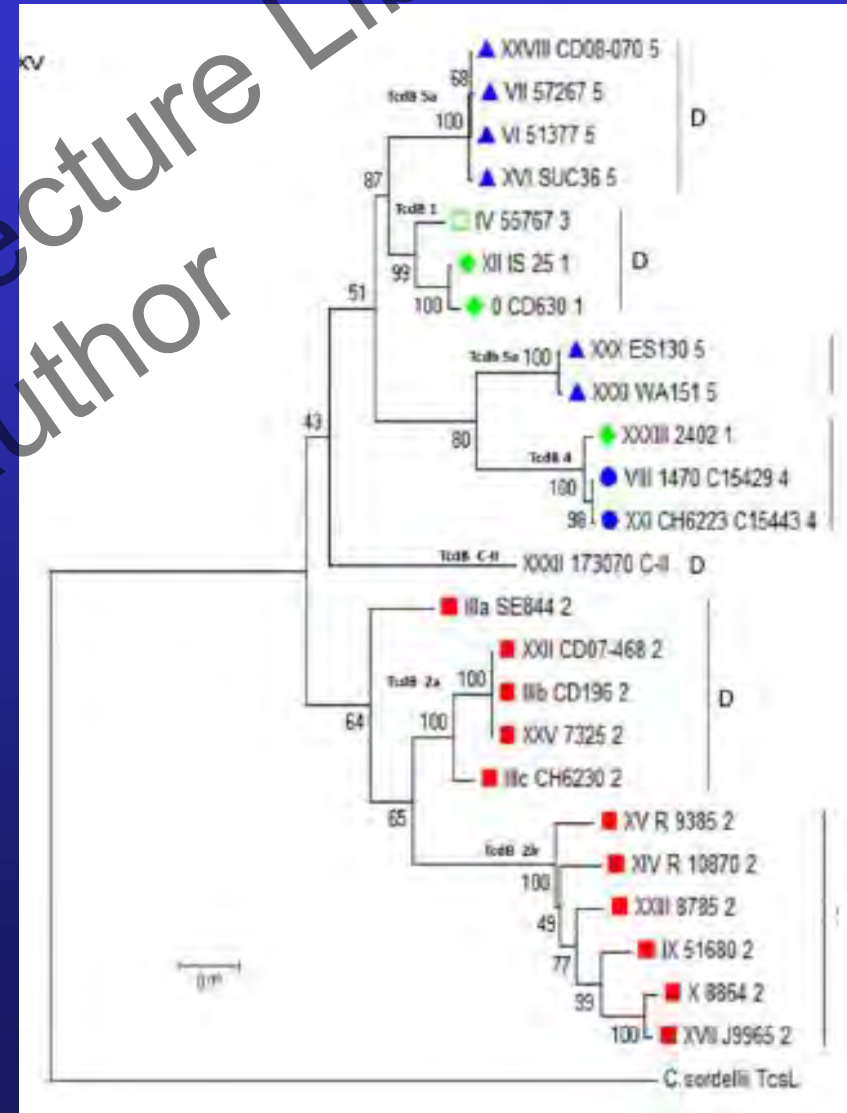 XV
ecture Lib
uthor
XXVIII CD08-070 5
68
TcdB 5a
VII 57267 5
100
D
VI 51377 5
XVI SUC36 5
87
TcdB 1
IV 55767 3
XII IS 25 1
D
99
51
100
0 CD630 1
TcdB 5a
100
XXX ES130 5
XXXI WA151 5
43
80
XXXIII 2402 1
TcdB 4
VIII 1470 C15429 4
100
98
XXI CH6223 C15443 4
TcdB C-II
XXXII 173070 C-II D
IIIa SE844 2
XXII CD07-468 2
TcdB 2a
100
IIIb CD196 2
D
64
100
XXV 7325 2
IIIc CH6230 2
65
XV R 9385 2
XIV R 10870 2
100
49
XXIII 8785 2
77
IX 51680 2
99
X 8864 2
100
XVII J9965 2
C.sordellii TcsL